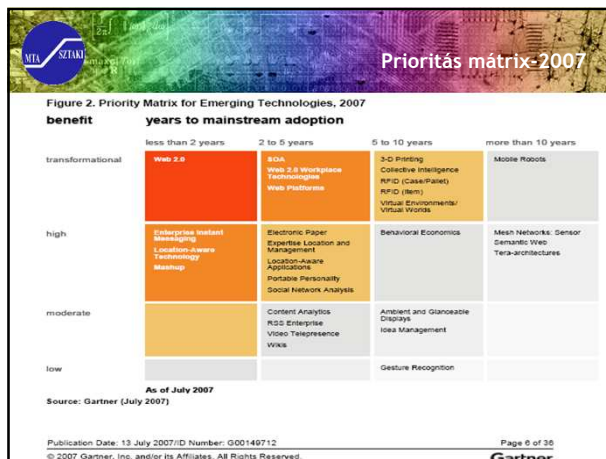 MTA SZTAKI
Prioritás mátrix-2007
Figure 2. Priority Matrix for Emerging Technologies, 2007
benefit years to mainstream adoption
less than 2 years 2 to 5 years 5 to 10 years more than 10 years
transformational
Web 2.0
SOA
Web 2.0 Workplace
Technologies
Web Platforms
3-D Printing
Collective Intelligence
RFID (Case/Pallet)
RFID (Item)
Virtual Environments/
Virtual Worlds
Mobile Robots
high
Enterprise Instant
Messaging
Location-Aware
Technology
Mashup
Electronic Paper
Expertise Location and
Management
Location-Aware
Applications
Portable Personality
Social Network Analysis
Behavioral Economics
Mesh Networks: Sensor
Semantic Web
Tera-architectures
moderate
Content Analytics
RSS Enterprise
Video Telepresence
Wikis
Ambient and Glanceable
Displays
Idea Management
low
Gesture Recognition
As of July 2007
Source: Gartner (July 2007)
Publication Date: 13 July 2007/ID Number: G00149712 Page 6 of 36
© 2007 Gartner, Inc. and/or its Affiliates. All Rights Reserved. Gartner